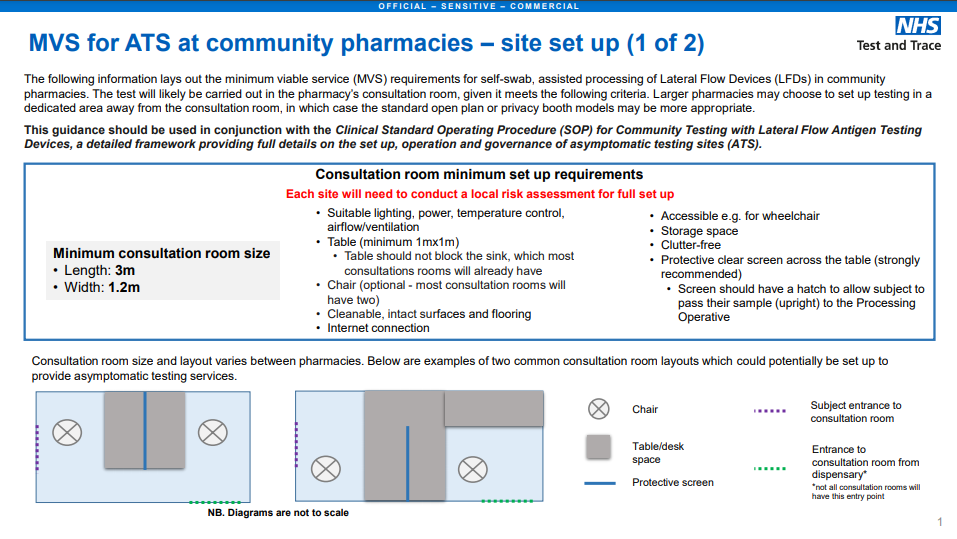 OFFICIAL – SENSITIVE – COMMERCIAL
NHS
Test and Trace
MVS for ATS at community pharmacies – site set up (1 of 2)
The following information lays out the minimum viable service (MVS) requirements for self-swab, assisted processing of Lateral Flow Devices (LFDs) in community
pharmacies. The test will likely be carried out in the pharmacy's consultation room, given it meets the following criteria. Larger pharmacies may choose to set up testing in a
dedicated area away from the consultation room, in which case the standard open plan or privacy booth models may be more appropriate.
This guidance should be used in conjunction with the Clinical Standard Operating Procedure (SOP) for Community Testing with Lateral Flow Antigen Testing
Devices, a detailed framework providing full details on the set up, operation and governance of asymptomatic testing sites (ATS).
Consultation room minimum set up requirements
Each site will need to conduct a local risk assessment for full set up
Minimum consultation room size
• Length: 3m
• Width: 1.2m
• Suitable lighting, power, temperature control,
airflow/ventilation
• Table (minimum 1mx1m)
• Table should not block the sink, which most
consultations rooms will already have
• Chair (optional - most consultation rooms will
have two)
• Cleanable, intact surfaces and flooring
• Internet connection
• Accessible e.g. for wheelchair
• Storage space
• Clutter-free
• Protective clear screen across the table (strongly
recommended)
• Screen should have a hatch to allow subject to
pass their sample (upright) to the Processing
Operative
Consultation room size and layout varies between pharmacies. Below are examples of two common consultation room layouts which could potentially be set up to
provide asymptomatic testing services.
NB. Diagrams are not to scale
Chair
Table/desk
space
Protective screen
Subject entrance to
consultation room
Entrance to
consultation room from
dispensary*
*not all consultation rooms will
have this entry point
1